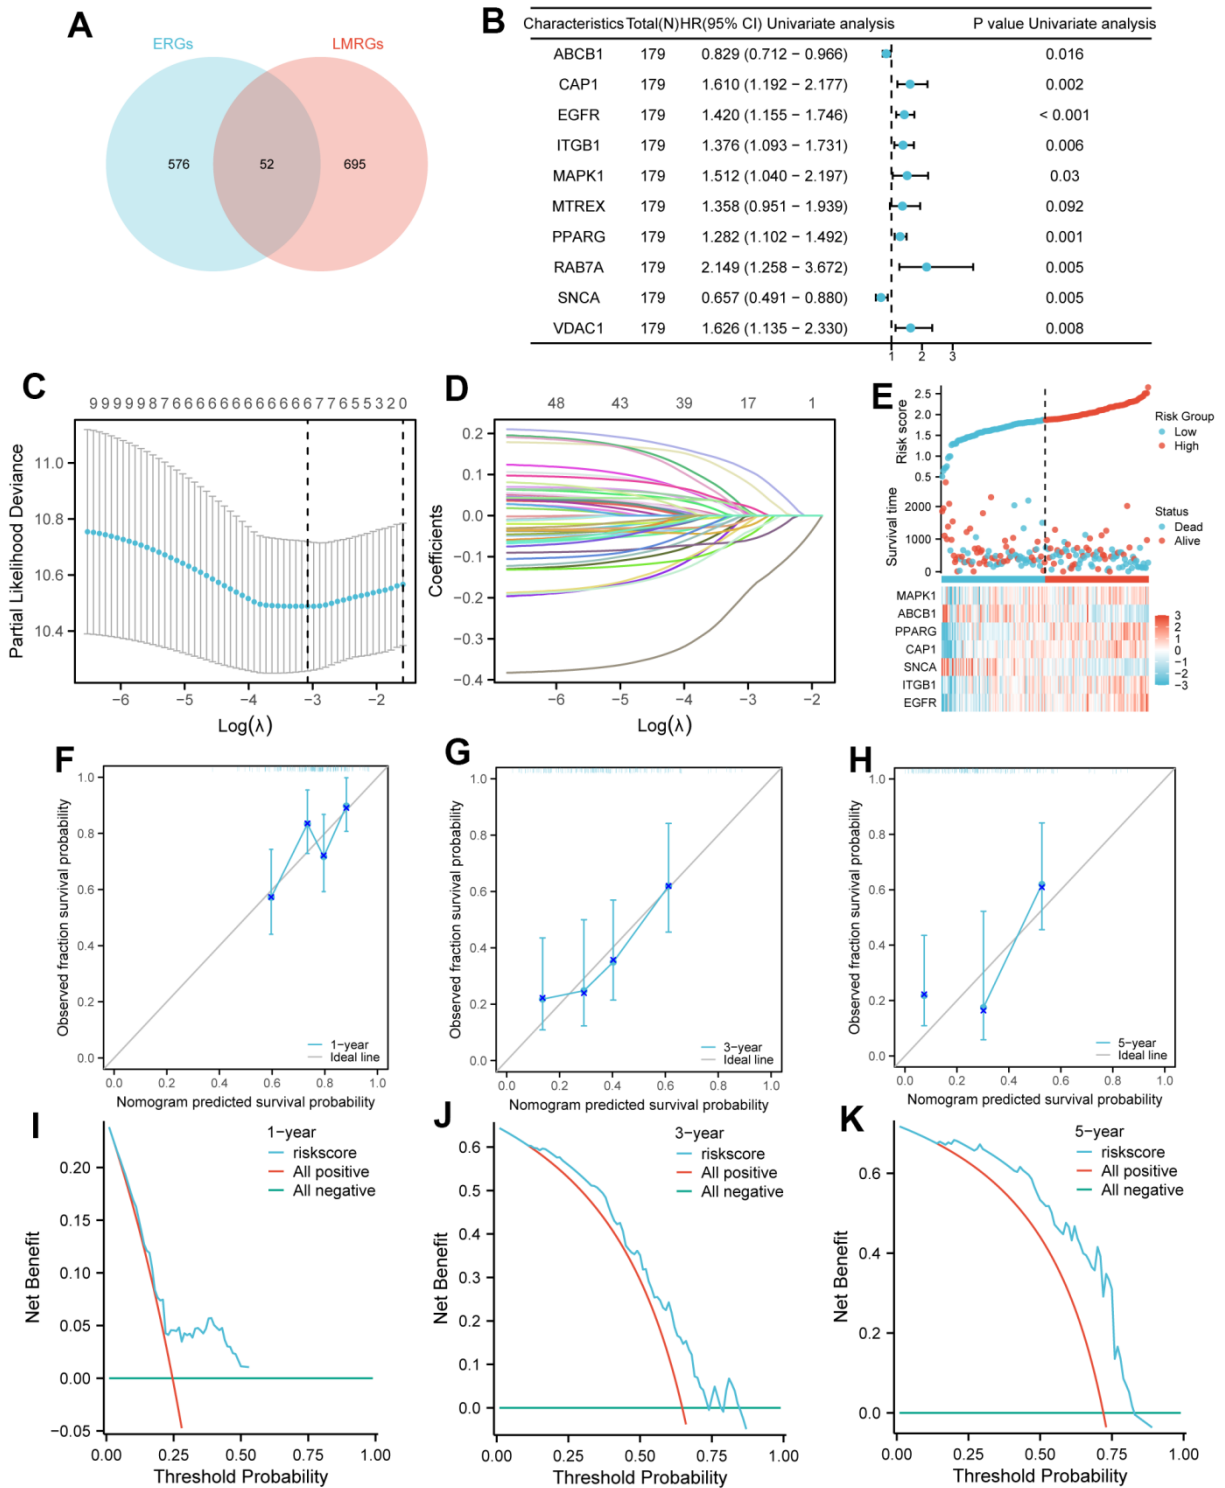 A
ERGs
LMRGs
576
52
695
B
Characteristics Total(N) HR(95% CI) Univariate analysis P value Univariate analysis
ABCB1 179 0.829 (0.712 − 0.966) 0.016
CAP1 179 1.610 (1.192 − 2.177) 0.002
EGFR 179 1.420 (1.155 − 1.746) < 0.001
ITGB1 179 1.376 (1.093 − 1.731) 0.006
MAPK1 179 1.512 (1.040 − 2.197) 0.03
MTREX 179 1.358 (0.951 − 1.939) 0.092
PPARG 179 1.282 (1.102 − 1.492) 0.001
RAB7A 179 2.149 (1.258 − 3.672) 0.005
SNCA 179 0.657 (0.491 − 0.880) 0.005
VDAC1 179 1.626 (1.135 − 2.330) 0.008
1 2 3
C
9 9 9 9 9 8 7 6 6 6 6 6 6 6 6 6 6 6 7 7 6 5 5 3 2 0
Partial Likelihood Deviance
11.0
10.8
10.6
10.4
−6 −5 −4 −3 −2
Log(λ)
D
48 43 39 17 1
Coefficients
0.2
0.1
0.0
−0.1
−0.2
−0.3
−0.4
−6 −5 −4 −3 −2
Log(λ)
E
Risk score
2.5
2.0
1.5
1.0
0.5
Risk Group
Low
High
Survival time
2000
1000
0
Status
Dead
Alive
MAPK1
ABCB1
PPARG
CAP1
SNCA
ITGB1
EGFR
3
2
1
0
−1
−2
−3
F
Observed fraction survival probability
1.0
0.8
0.6
0.4
0.2
0.0
1−year
Ideal line
0.0 0.2 0.4 0.6 0.8 1.0
Nomogram predicted survival probability
G
Observed fraction survival probability
1.0
0.8
0.6
0.4
0.2
0.0
3−year
Ideal line
0.0 0.2 0.4 0.6 0.8 1.0
Nomogram predicted survival probability
H
Observed fraction survival probability
1.0
0.8
0.6
0.4
0.2
0.0
5−year
Ideal line
0.0 0.2 0.4 0.6 0.8 1.0
Nomogram predicted survival probability
I
1−year
riskscore
All positive
All negative
Net Benefit
0.20
0.15
0.10
0.05
0.00
−0.05
0.00 0.25 0.50 0.75 1.00
Threshold Probability
J
3−year
riskscore
All positive
All negative
Net Benefit
0.6
0.5
0.4
0.3
0.2
0.1
0.0
0.00 0.25 0.50 0.75 1.00
Threshold Probability
K
5−year
riskscore
All positive
All negative
Net Benefit
0.6
0.4
0.2
0.0
0.00 0.25 0.50 0.75 1.00
Threshold Probability